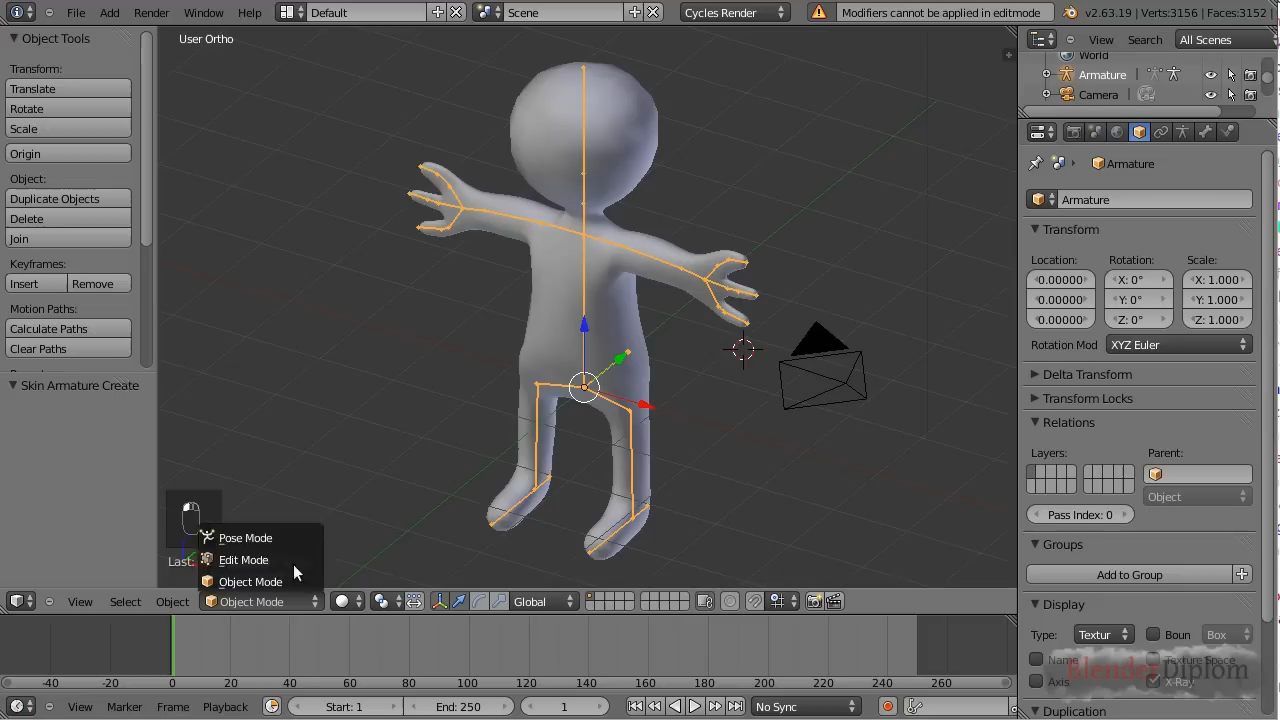 File Add Render Window Help Default Scene Cycles Render Modifiers cannot be applied in editmode v2.63.19 | Verts:3156 | Faces:3152 |
Object Tools
Transform:
Translate
Rotate
Scale
Origin
Object:
Duplicate Objects
Delete
Join
Keyframes:
Insert Remove
Motion Paths:
Calculate Paths
Clear Paths
Skin Armature Create
User Ortho
Last:
Pose Mode
Edit Mode
Object Mode
View Select Object Object Mode Global
-40 -20 0 20 40 60 80 100 120 140 160 180 200 220 240 260
View Marker Frame Playback Start: 1 End: 250 1 No Sync
View Search All Scenes
World
Armature
Camera
Armature
Armature
Transform
Location: Rotation: Scale:
0.00000 X: 0° X: 1.000
0.00000 Y: 0° Y: 1.000
0.00000 Z: 0° Z: 1.000
Rotation Mod XYZ Euler
Delta Transform
Transform Locks
Relations
Layers: Parent:
Object
Pass Index: 0
Groups
Add to Group
Display
Type: Textur Boun Box
Name Texture Space
Axis X Ray
BlenderDiplom
Duplication